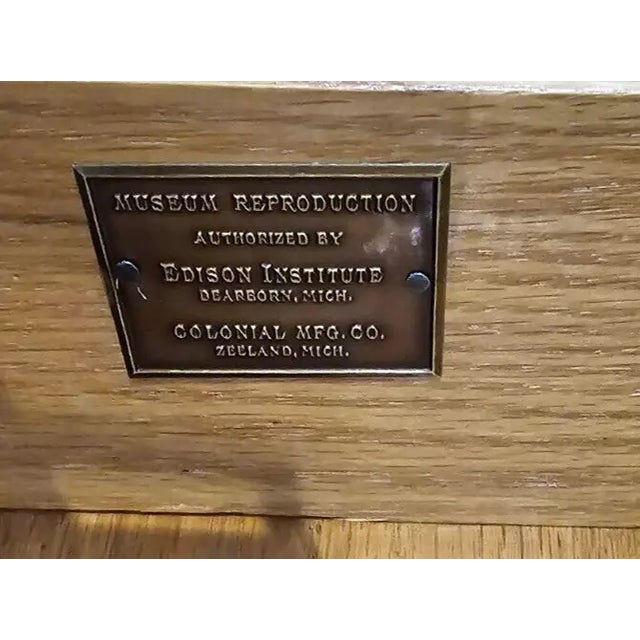 MUSEUM REPRODUCTION
AUTHORIZED BY
EDISON INSTITUTE
DEARBORN, MICH.
COLONIAL MFG. CO.
ZEELAND, MICH.